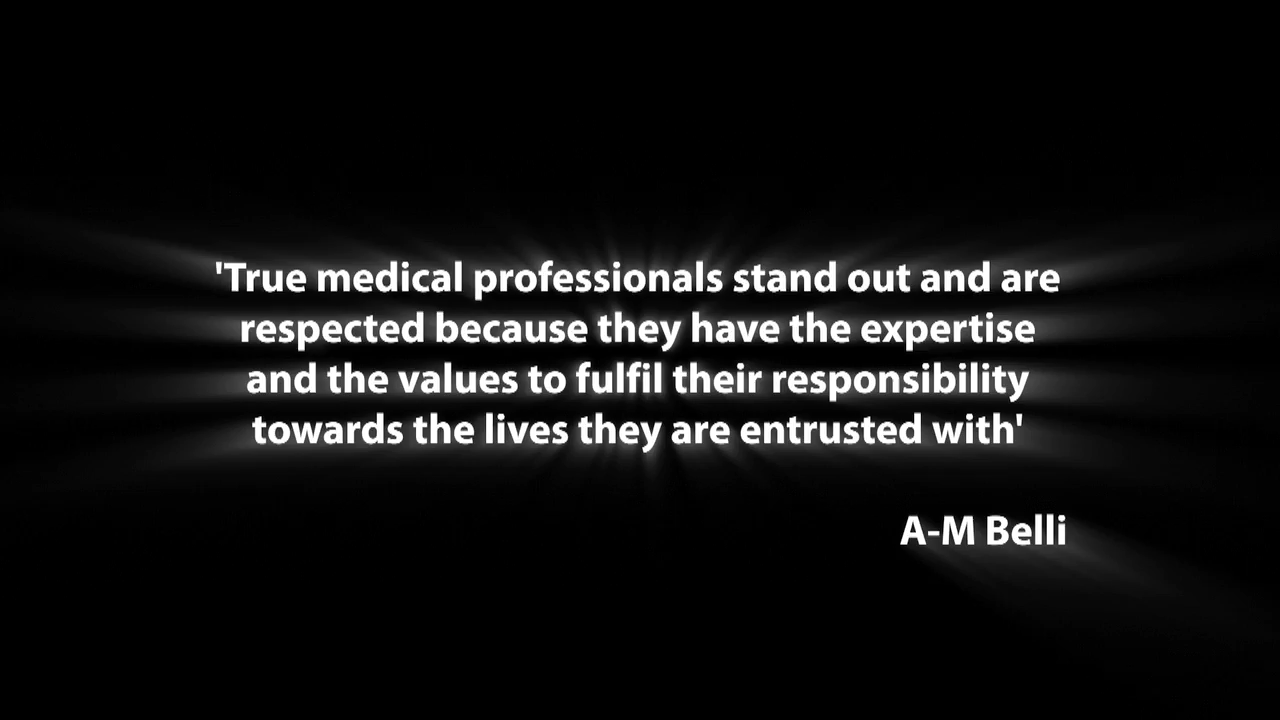 'True medical professionals stand out and are
respected because they have the expertise
and the values to fulfil their responsibility
towards the lives they are entrusted with'
A-M Belli